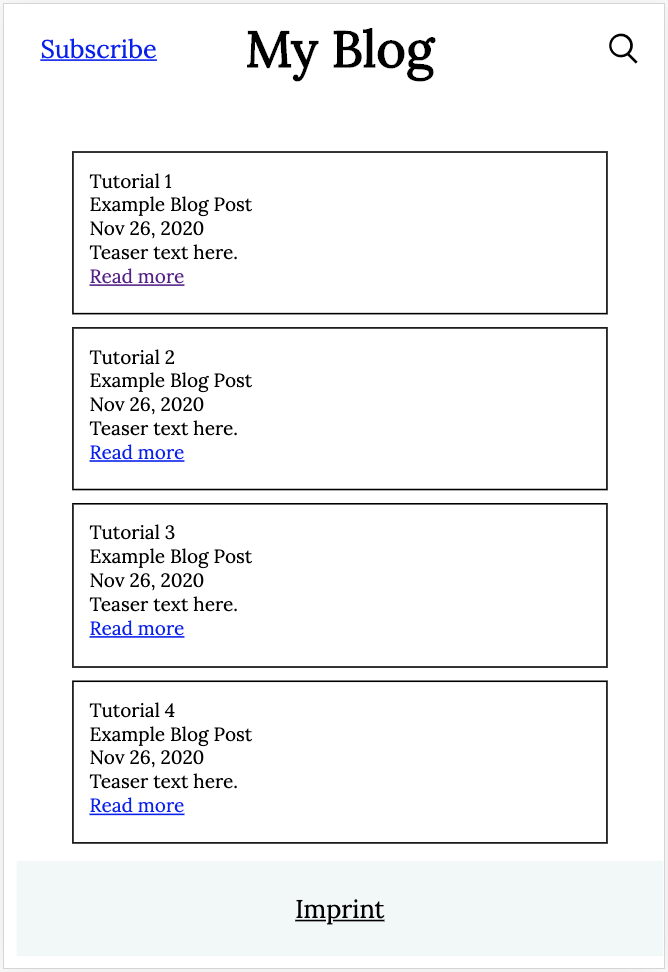 Subscribe
My Blog
Tutorial 1
Example Blog Post
Nov 26, 2020
Teaser text here.
Read more
Tutorial 2
Example Blog Post
Nov 26, 2020
Teaser text here.
Read more
Tutorial 3
Example Blog Post
Nov 26, 2020
Teaser text here.
Read more
Tutorial 4
Example Blog Post
Nov 26, 2020
Teaser text here.
Read more
Imprint